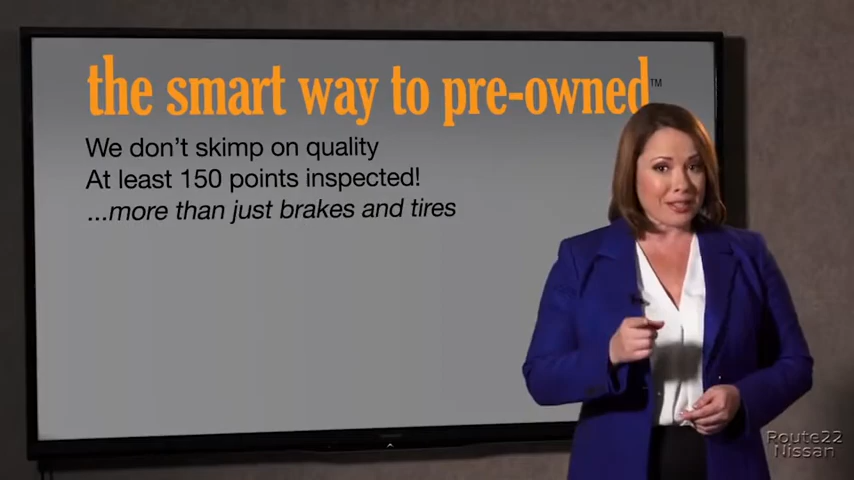 the smart way to pre-owned™
We don't skimp on quality
At least 150 points inspected!
...more than just brakes and tires
Route22
Nissan